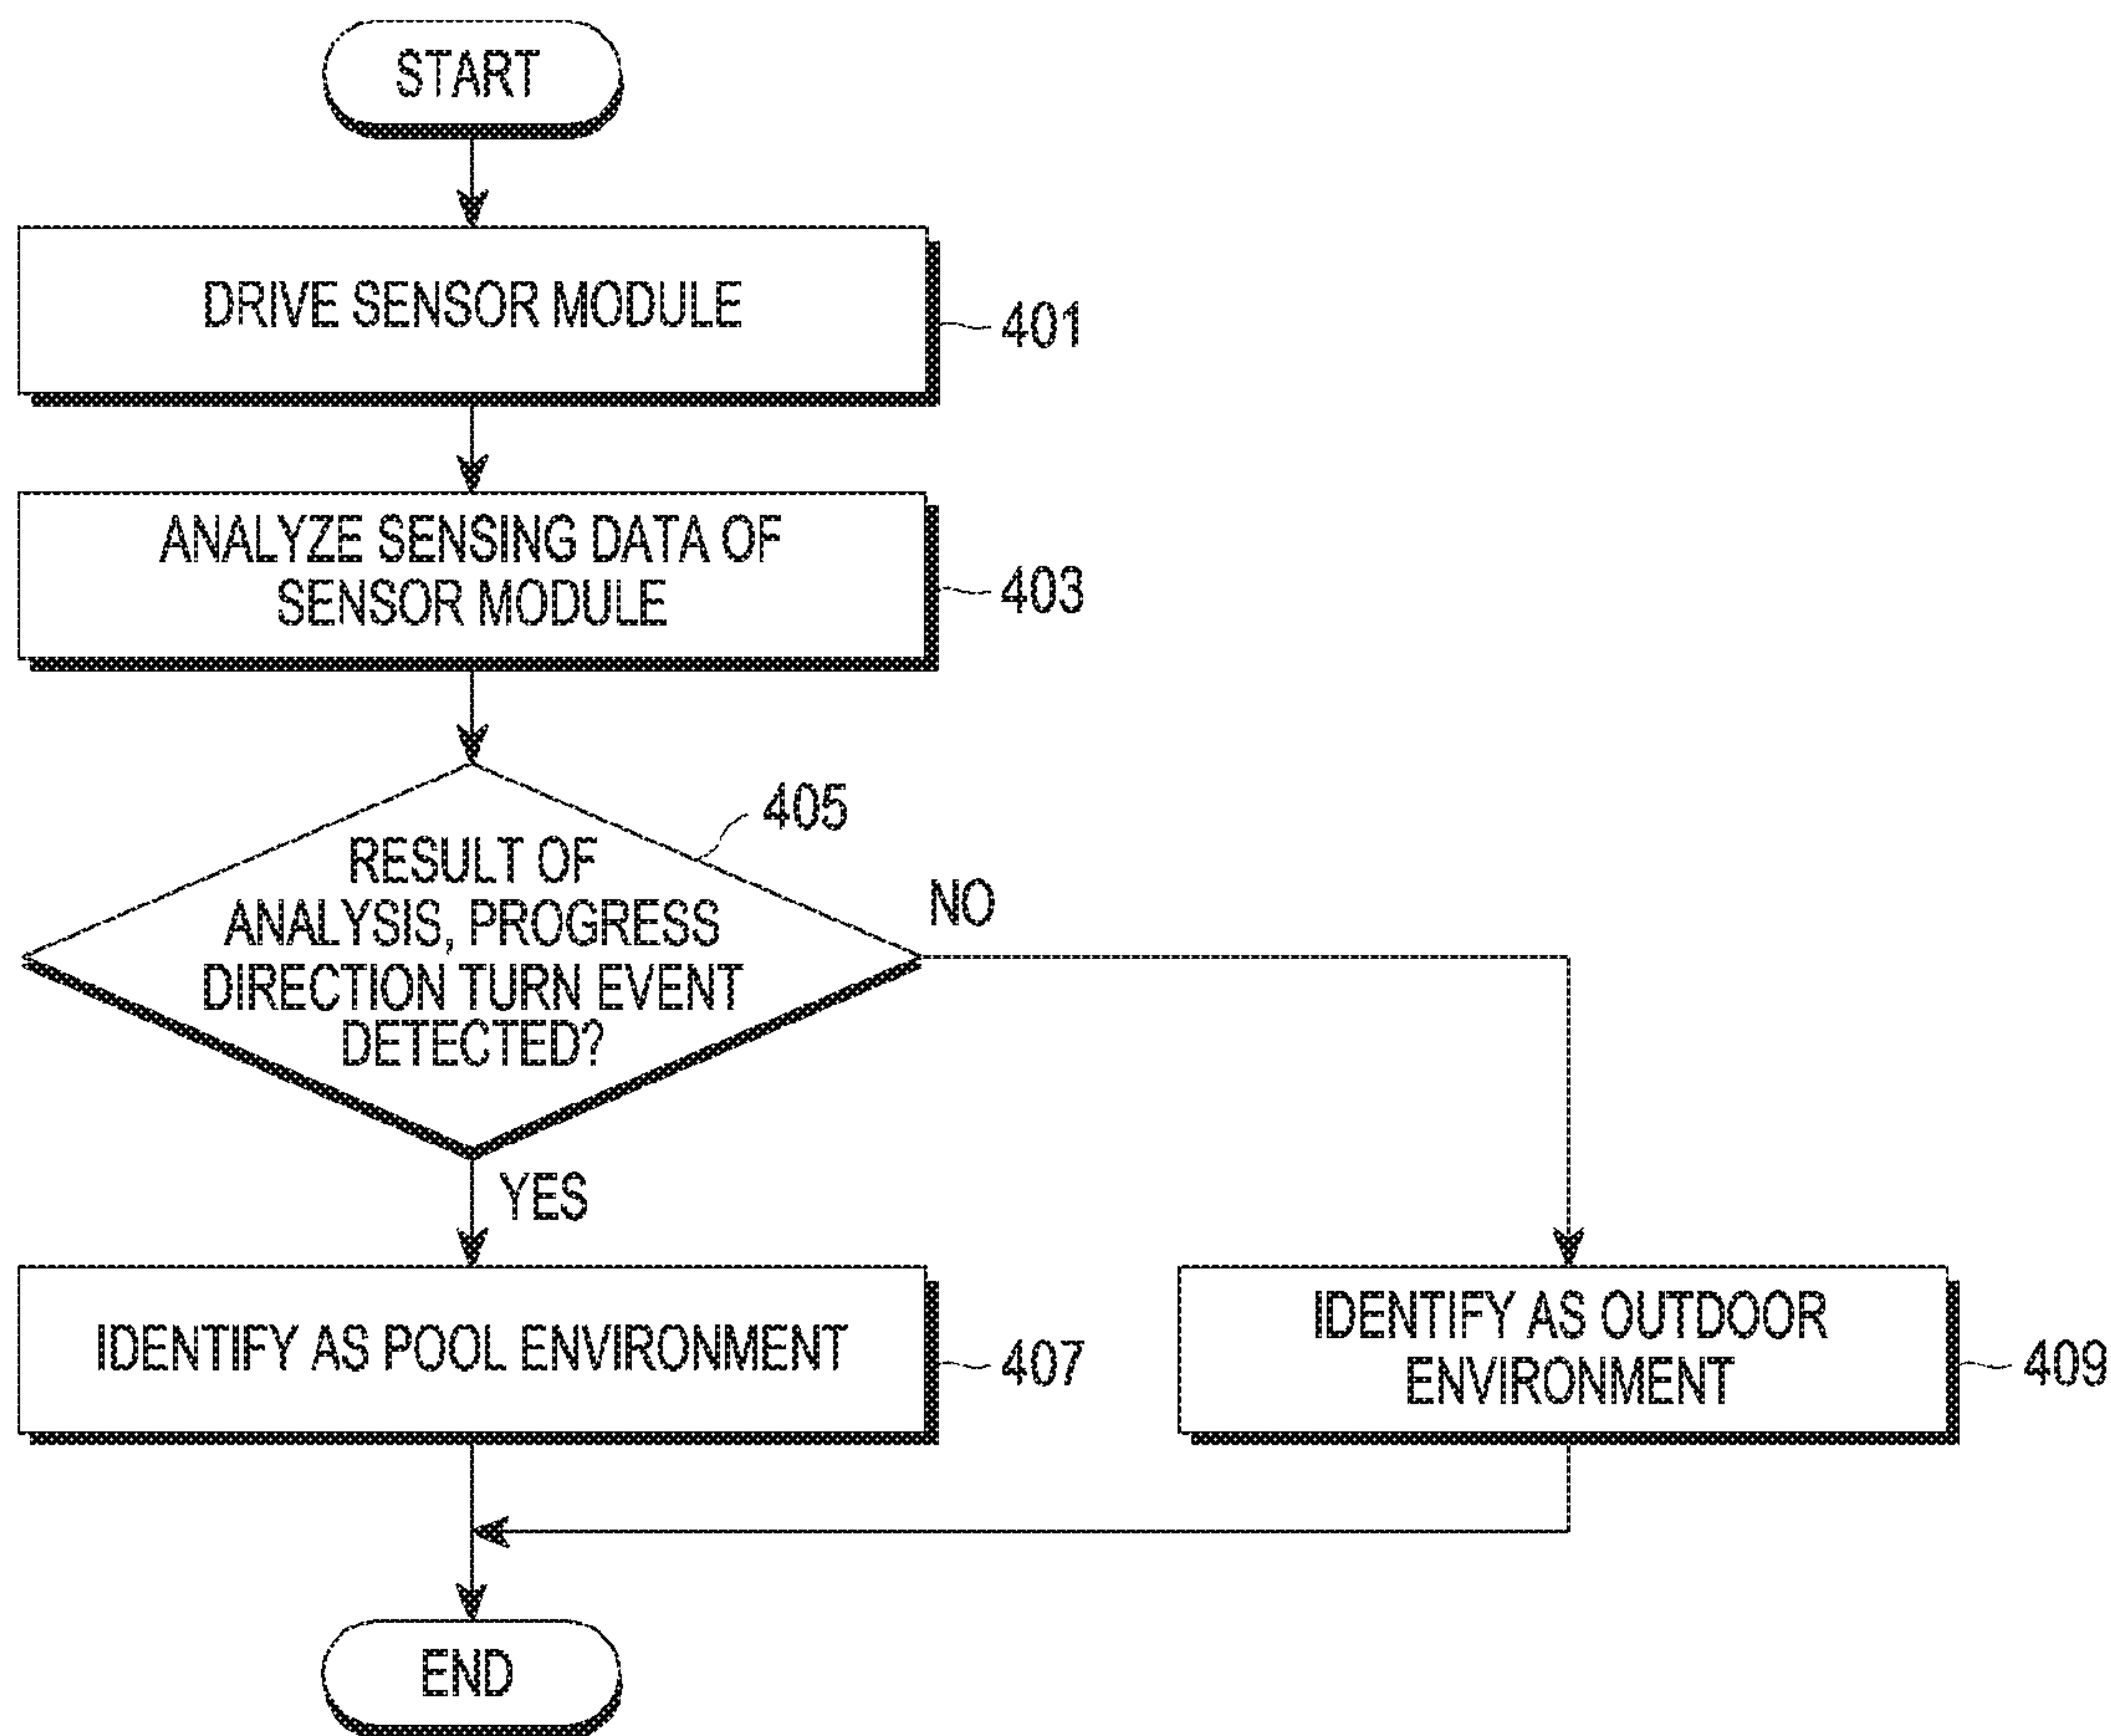 START
DRIVE SENSOR MODULE
401
ANALYZE SENSING DATA OF
SENSOR MODULE
403
405
RESULT OF
ANALYSIS, PROGRESS
DIRECTION TURN EVENT
DETECTED?
NO
YES
IDENTIFY AS POOL ENVIRONMENT
407
IDENTIFY AS OUTDOOR
ENVIRONMENT
409
END